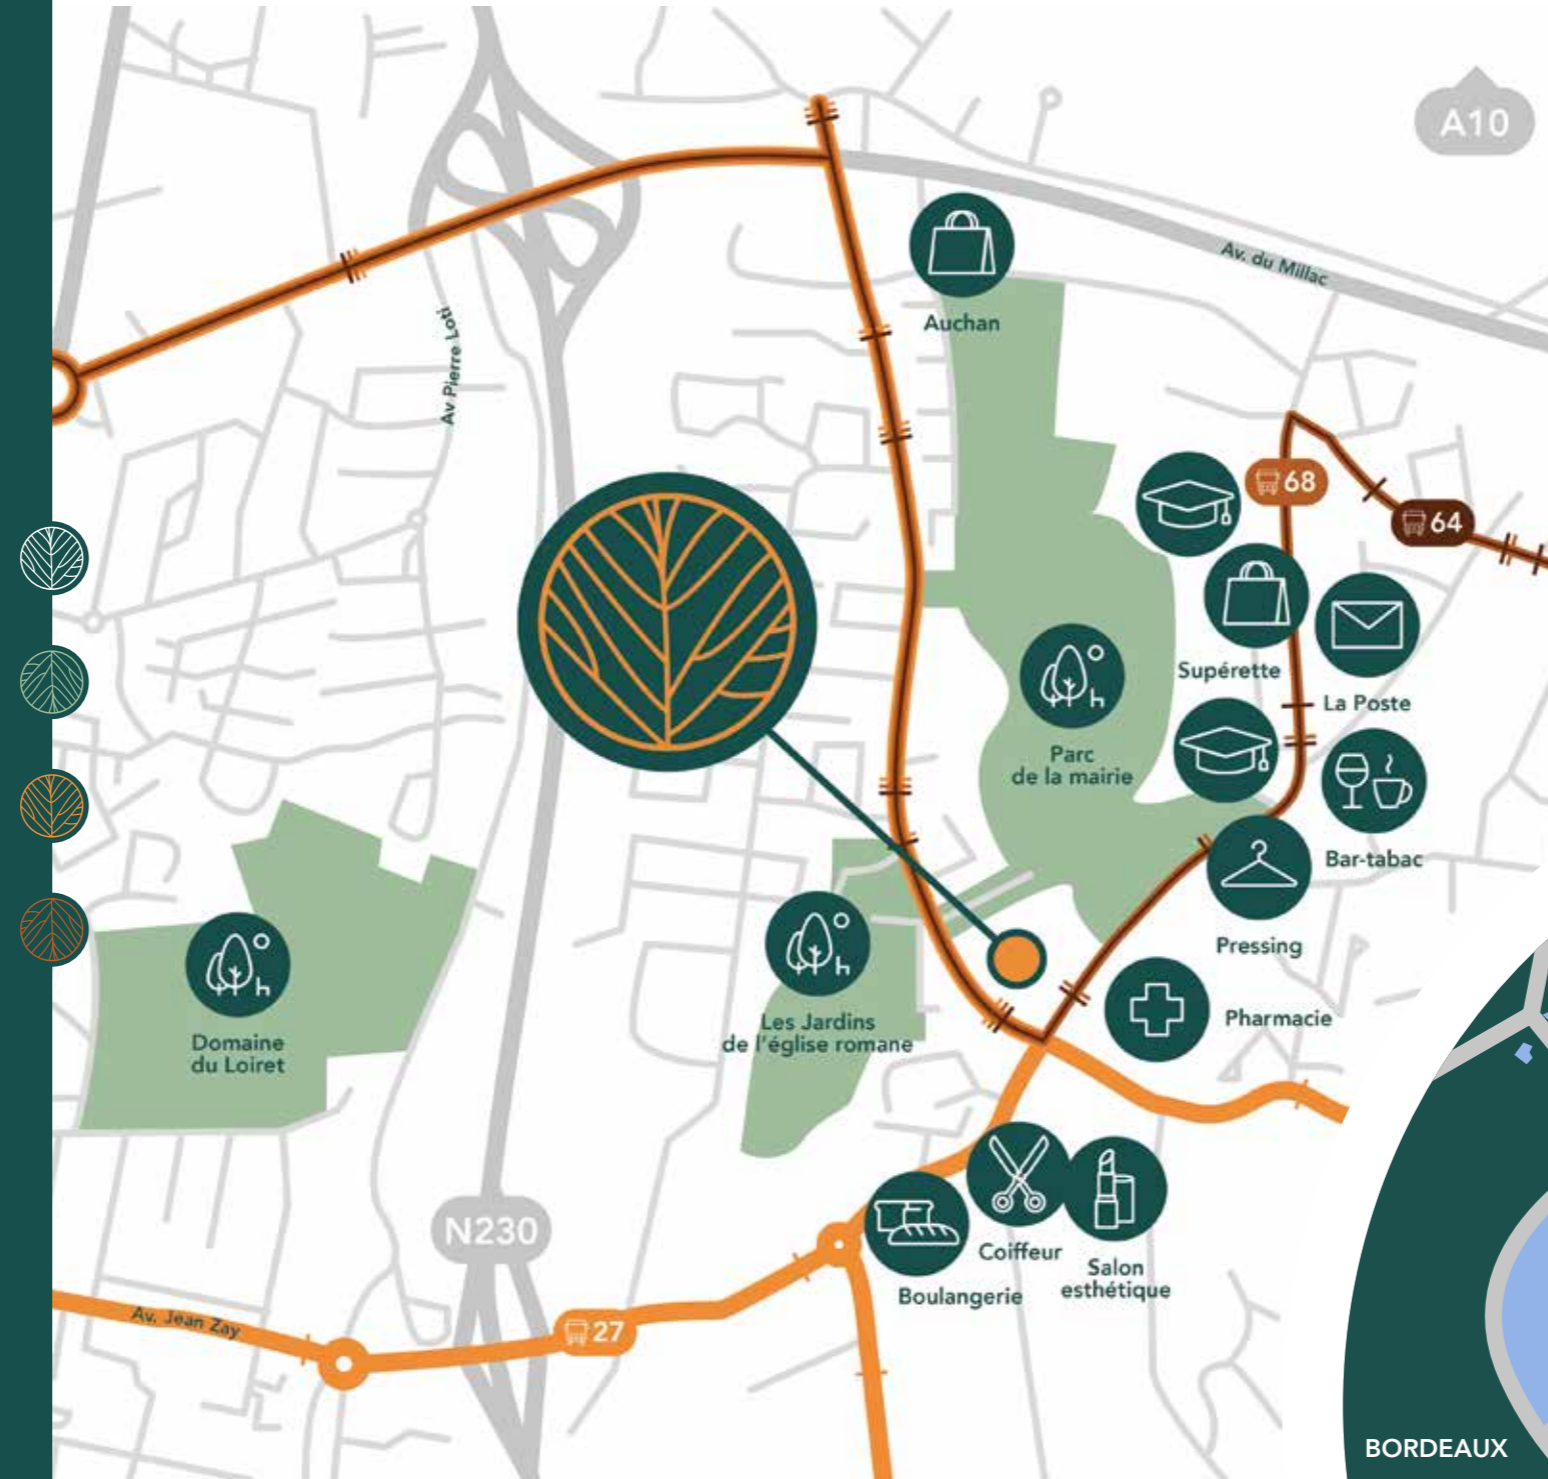 A10
Av. du Millac
Auchan
Av Pierre Loti
68
64
Supérette
La Poste
Parc
de la mairie
Bar-tabac
Pressing
Pharmacie
Les Jardins
de l'église romane
Domaine
du Loiret
N230
Coiffeur
Salon
esthétique
Boulangerie
Av. Jean Zay
27
BORDEAUX